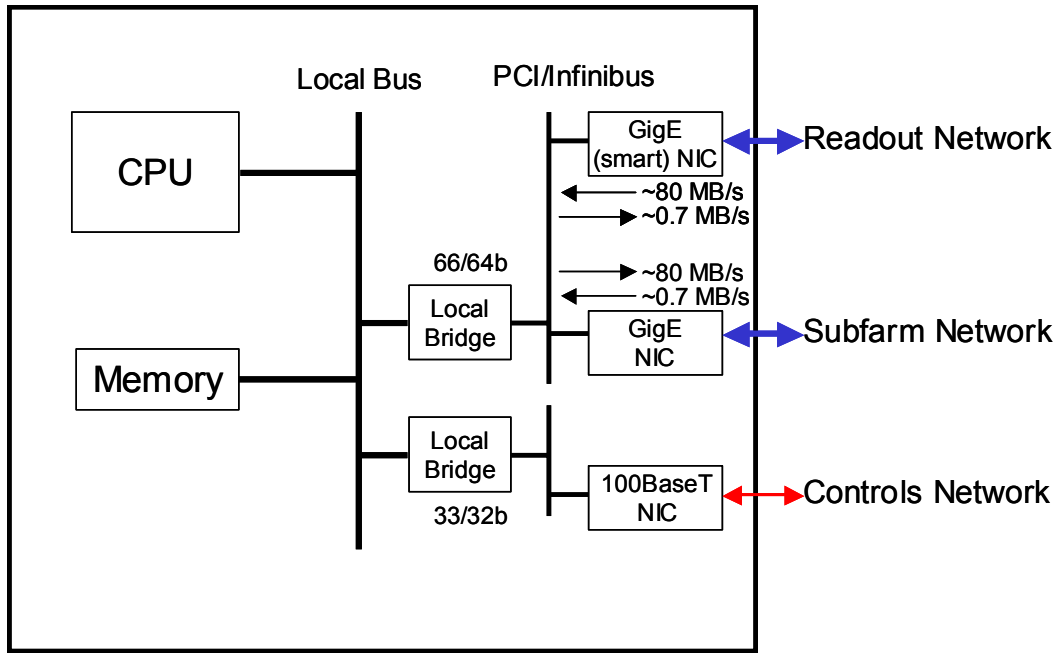 Local Bus
PCI/Infinibus
CPU
GigE
(smart) NIC
Readout Network
~80 MB/s
~0.7 MB/s
66/64b
~80 MB/s
~0.7 MB/s
Local
Bridge
GigE
NIC
Subfarm Network
Memory
Local
Bridge
33/32b
100BaseT
NIC
Controls Network